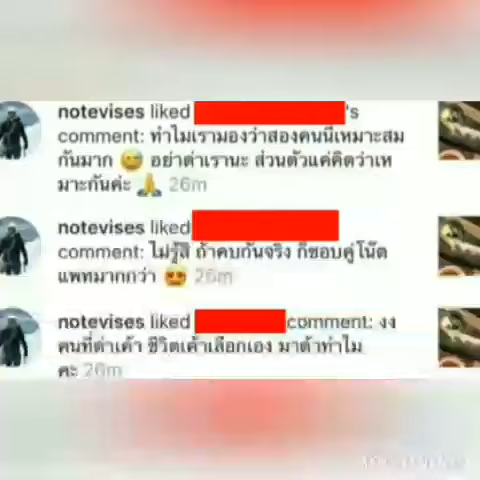 notevises liked 's
comment: ทำไมเรามองว่าสองคนนี้เหมาะสม
กันมาก 😅 อย่าด่าเรานะ ส่วนตัวแค่คิดว่าเห
มาะกันค่ะ 🙏 26m
notevises liked
comment: ไม่รู้สิ ถ้าคบกันจริง ก็ชอบคู่โน๊ต
แพทมากกว่า 😍 26m
notevises liked comment: งง
คนที่ด่าเค้า ชีวิตเค้าเลือกเอง มาด่าทำไม
คะ 26m